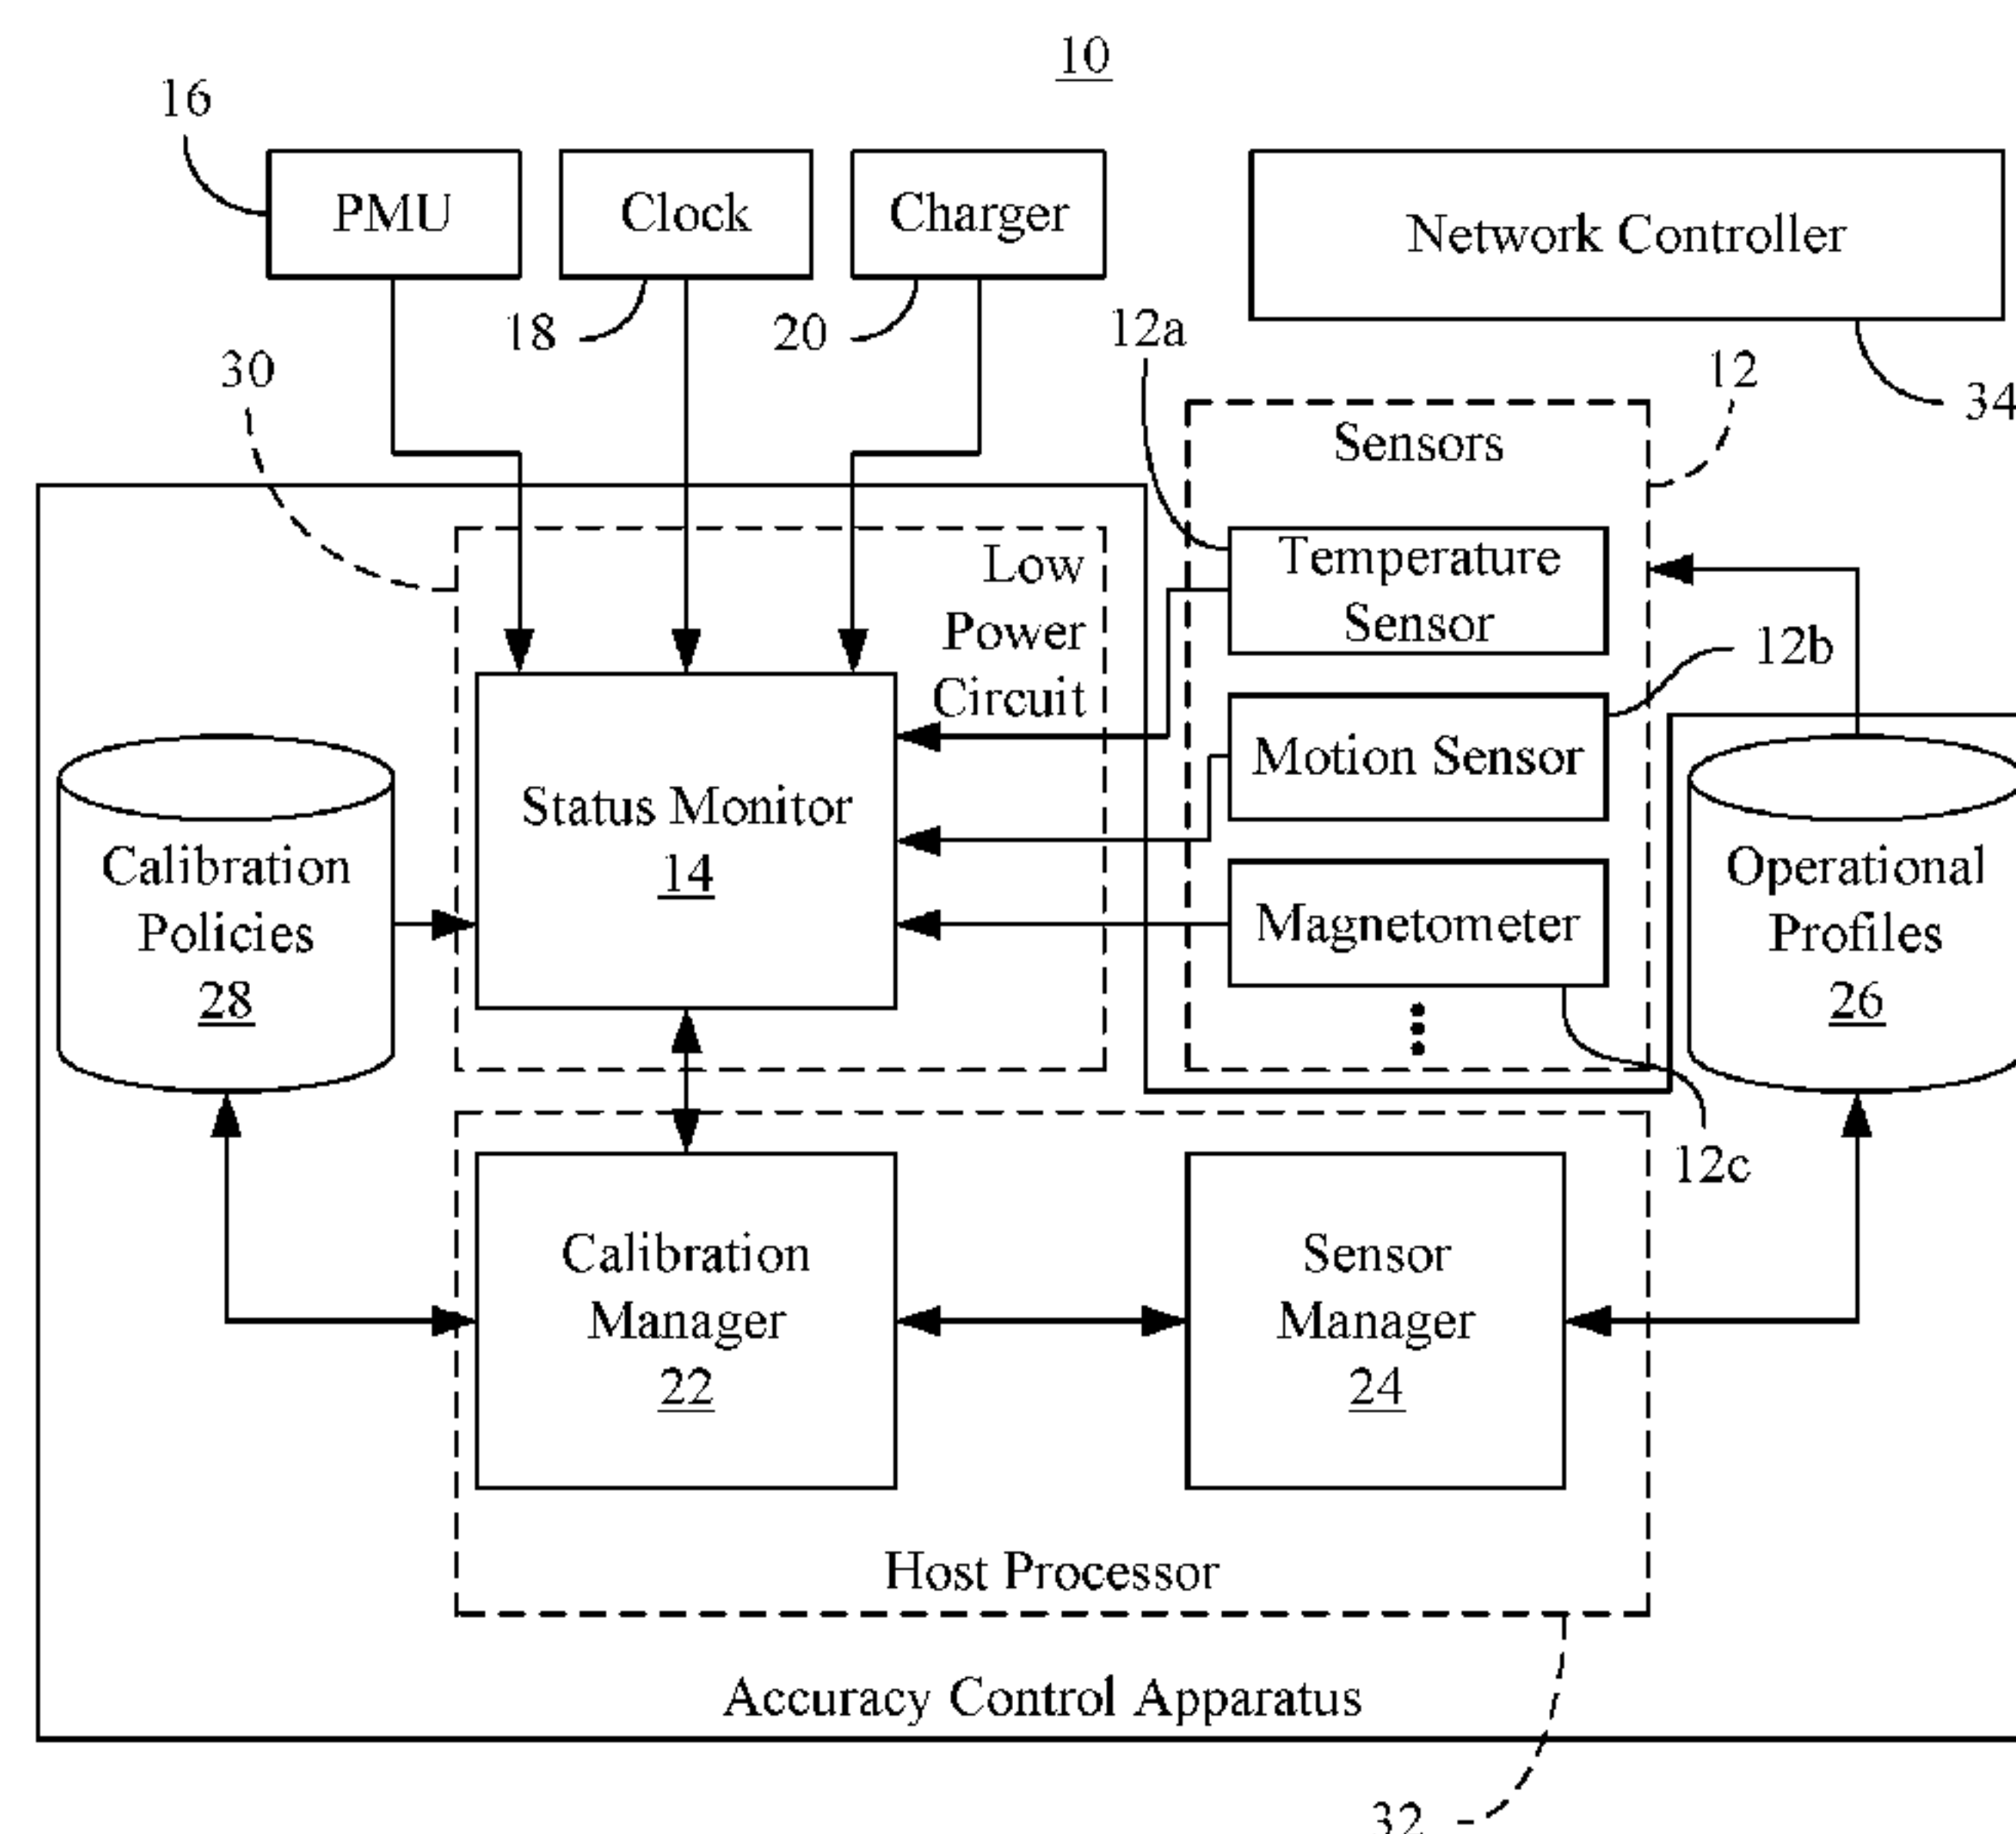 10
16
PMU
Clock
Charger
Network Controller
18
20
12a
30
12
34
Sensors
Low
Power
Circuit
Temperature
Sensor
12b
Motion Sensor
Status Monitor
14
Calibration
Policies
28
Magnetometer
Operational
Profiles
26
12c
Calibration
Manager
22
Sensor
Manager
24
Host Processor
Accuracy Control Apparatus
32